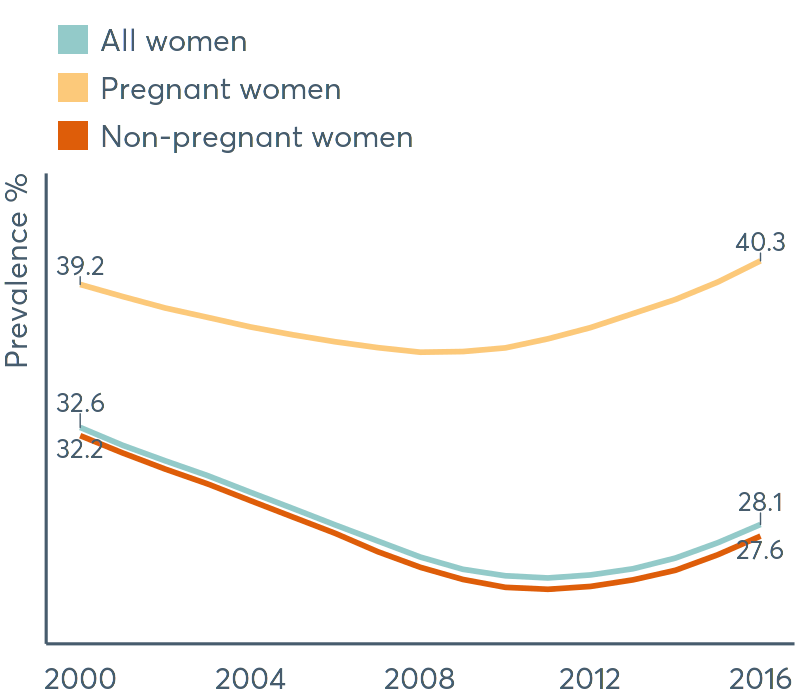 All women
Pregnant women
Non-pregnant women
Prevalence %
40.3
39.2
32.6
32.2
28.1
27.6
2000 2004 2008 2012 2016